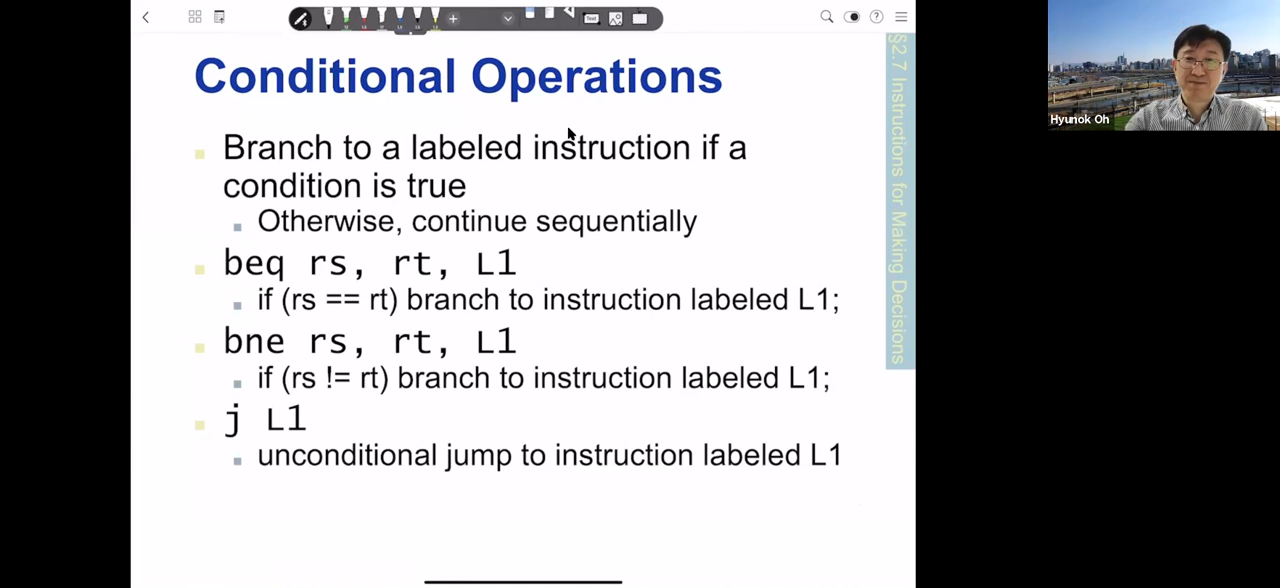 Text
Conditional Operations
Branch to a labeled instruction if a
condition is true
Otherwise, continue sequentially
beq rs, rt, L1
if (rs == rt) branch to instruction labeled L1;
bne rs, rt, L1
if (rs != rt) branch to instruction labeled L1;
j L1
unconditional jump to instruction labeled L1
§2.7 Instructions for Making Decisions
Hyunok Oh